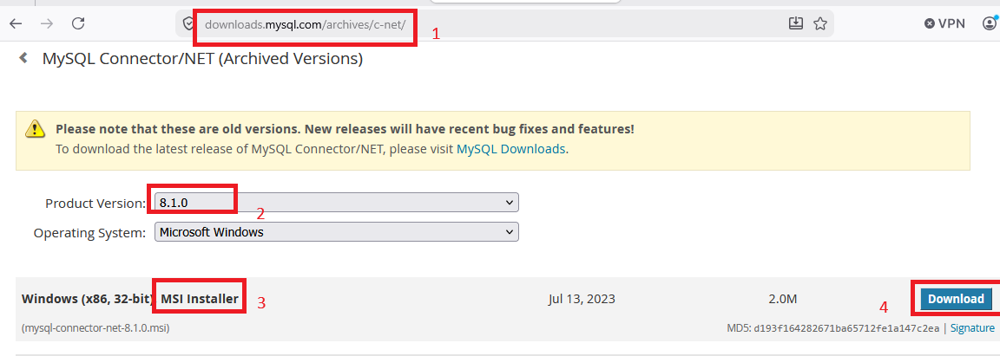 downloads.mysql.com/archives/c-net/
1
VPN
MySQL Connector/NET (Archived Versions)
Please note that these are old versions. New releases will have recent bug fixes and features!
To download the latest release of MySQL Connector/NET, please visit MySQL Downloads.
Product Version: 8.1.0
2
Operating System: Microsoft Windows
Windows (x86, 32-bit) MSI Installer 3 Jul 13, 2023 2.0M 4 Download
(mysql-connector-net-8.1.0.msi) MD5: d193f164282671ba65712fe1a147c2ea | Signature